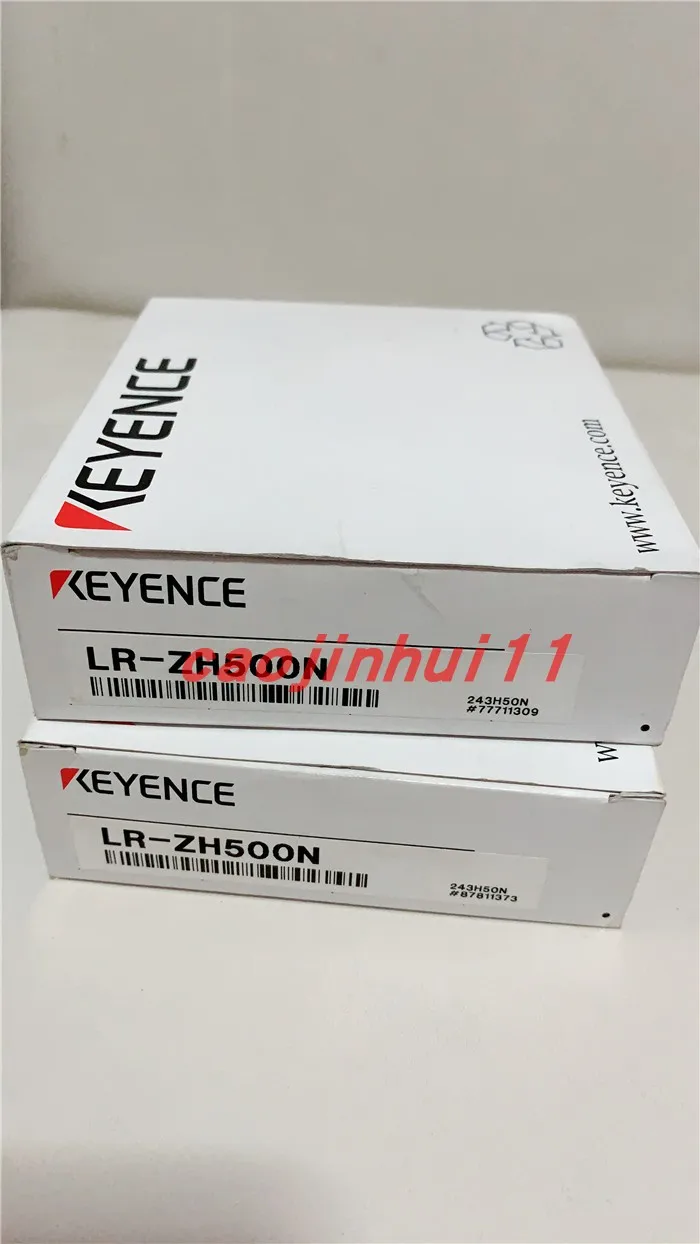 KEYENCE
www.keyence.com
KEYENCE
LR-ZH500N
caojinhui11
243H50N
#77711309
KEYENCE
LR-ZH500N
243H50N
#87811373